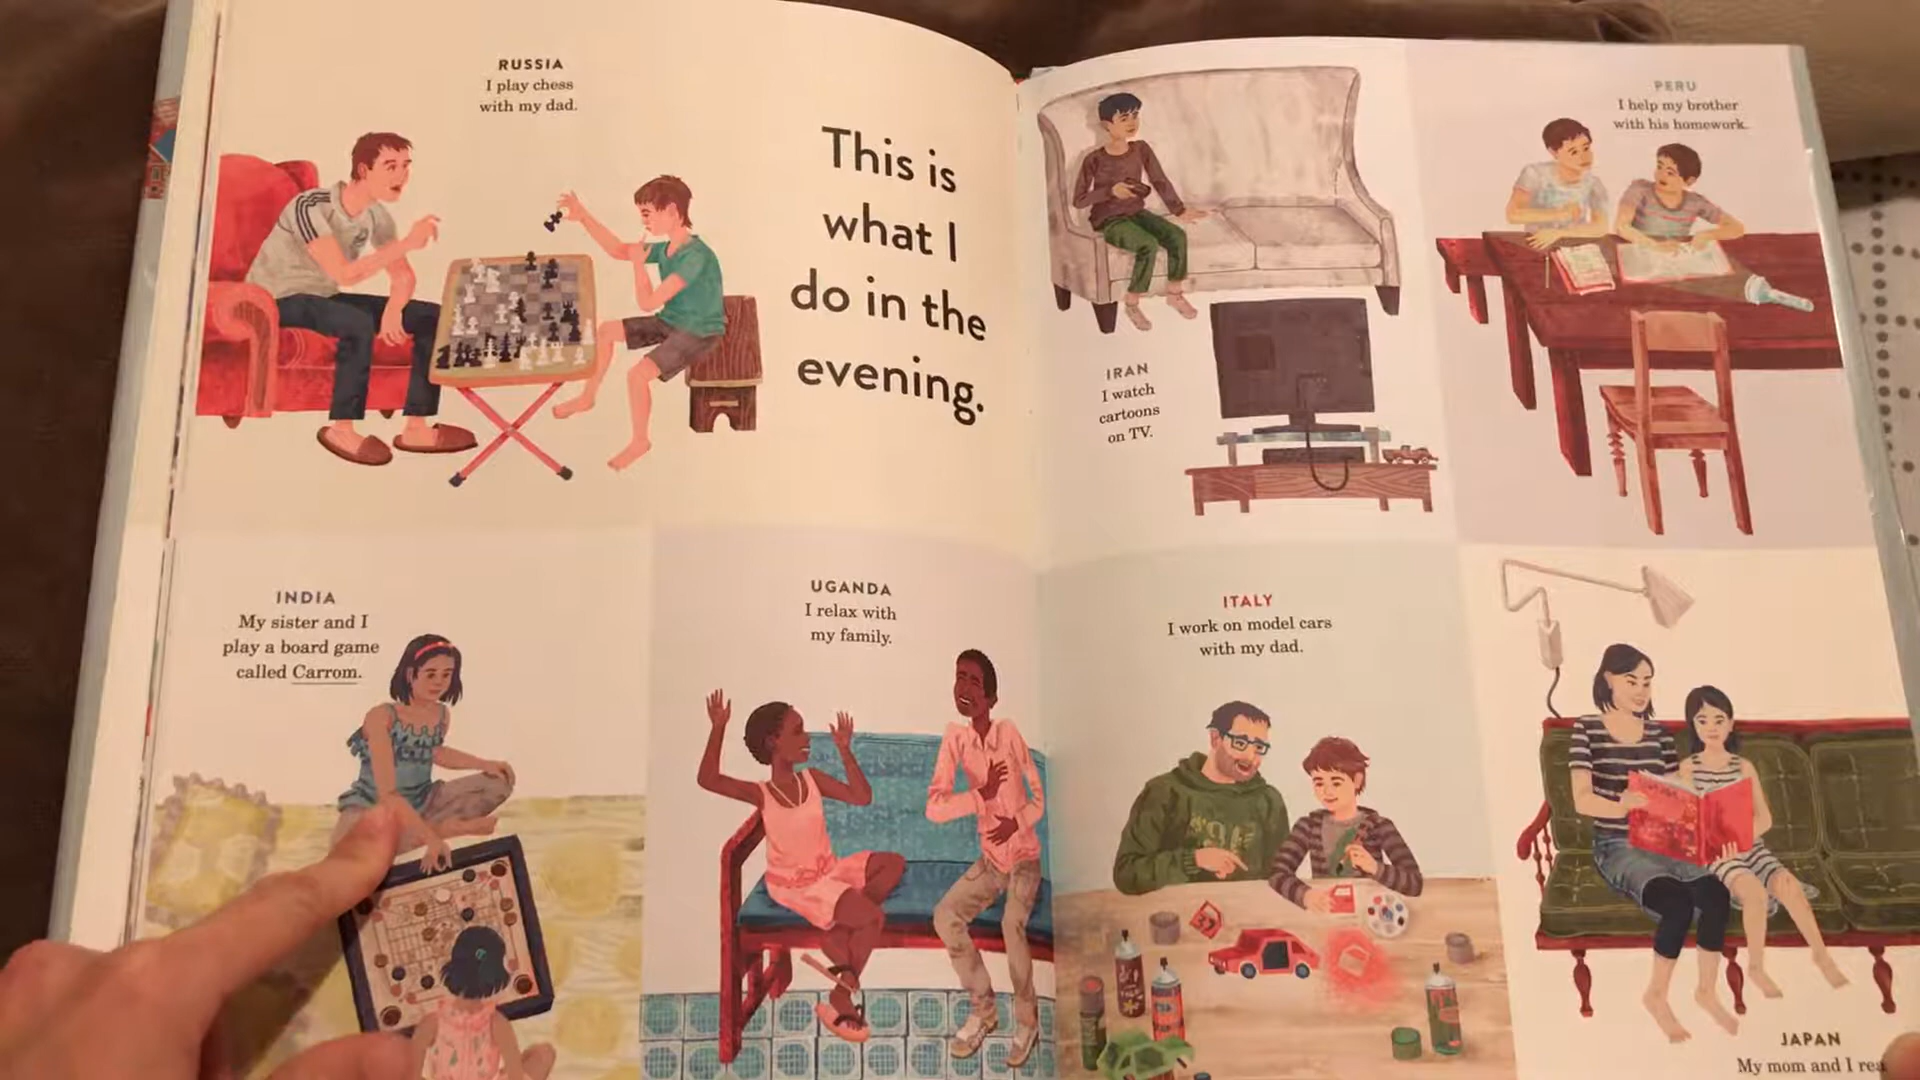 RUSSIA
I play chess
with my dad.
This is
what I
do in the
evening.
IRAN
I watch
cartoons
on TV.
PERU
I help my brother
with his homework.
INDIA
My sister and I
play a board game
called Carrom.
UGANDA
I relax with
my family.
ITALY
I work on model cars
with my dad.
JAPAN
My mom and I